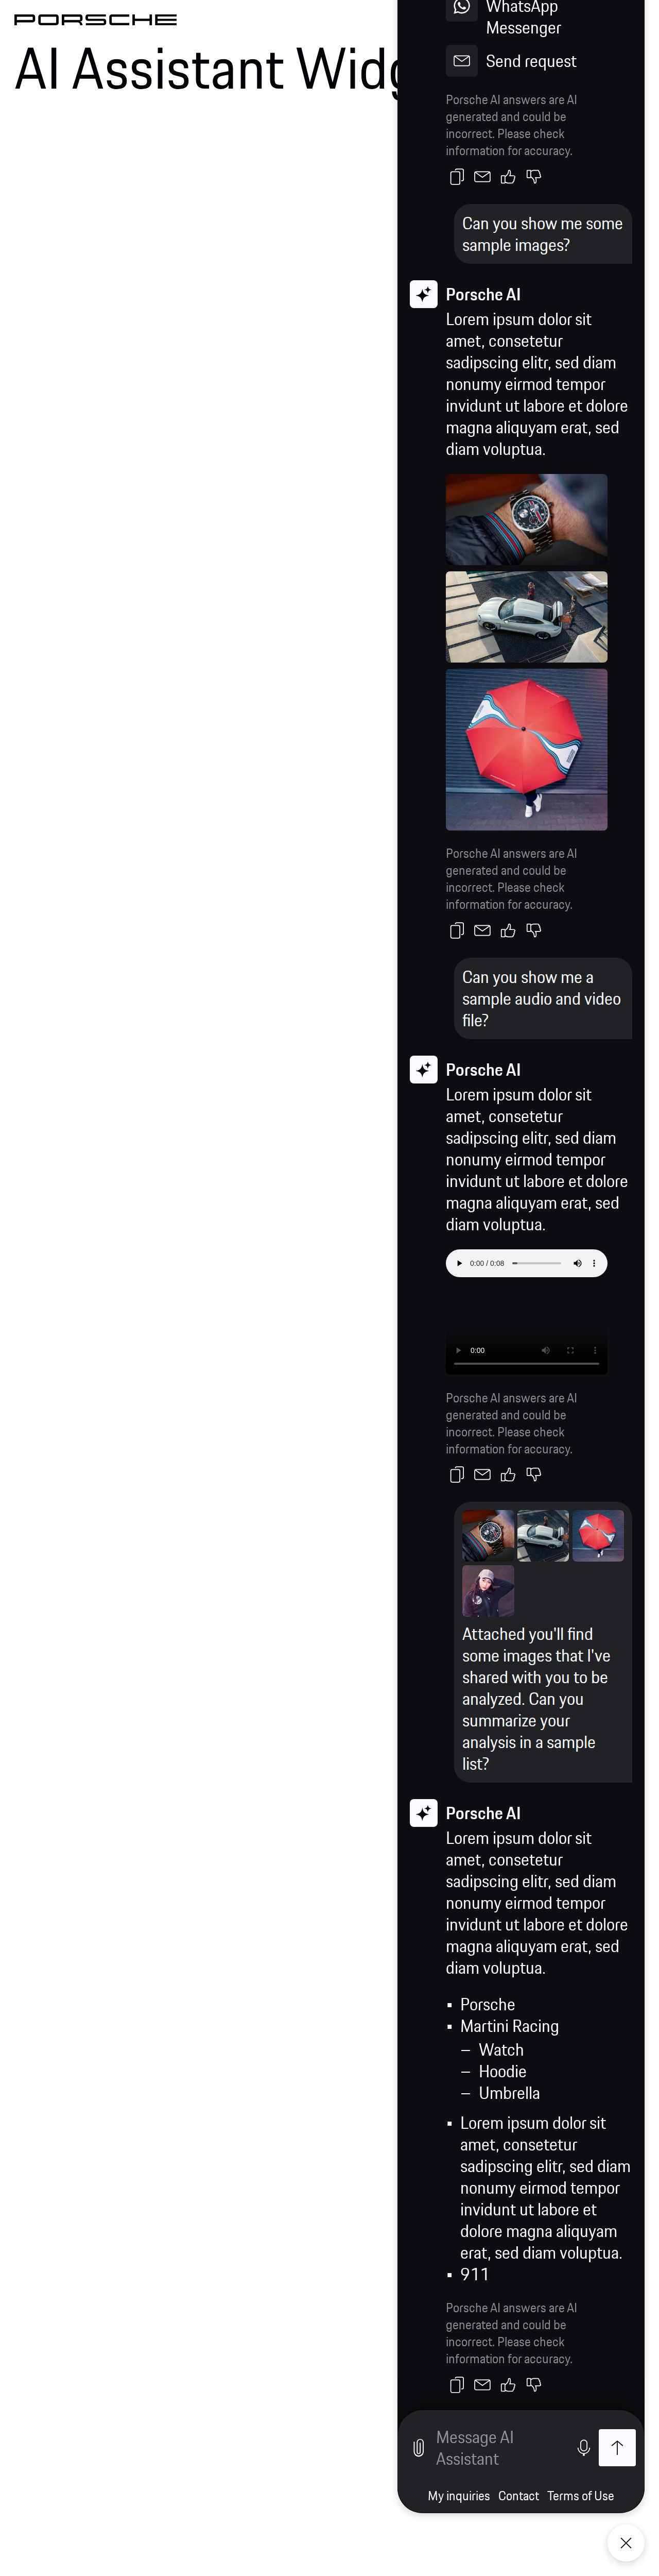 PORSCHE
AI Assistant Widg
WhatsApp
Messenger
Send request
Porsche AI answers are AI
generated and could be
incorrect. Please check
information for accuracy.
Can you show me some
sample images?
Porsche AI
Lorem ipsum dolor sit
amet, consetetur
sadipscing elitr, sed diam
nonumy eirmod tempor
invidunt ut labore et dolore
magna aliquyam erat, sed
diam voluptua.
Porsche AI answers are AI
generated and could be
incorrect. Please check
information for accuracy.
Can you show me a
sample audio and video
file?
Porsche AI
Lorem ipsum dolor sit
amet, consetetur
sadipscing elitr, sed diam
nonumy eirmod tempor
invidunt ut labore et dolore
magna aliquyam erat, sed
diam voluptua.
0:00 / 0:08
0:00
Porsche AI answers are AI
generated and could be
incorrect. Please check
information for accuracy.
Attached you'll find
some images that I've
shared with you to be
analyzed. Can you
summarize your
analysis in a sample
list?
Porsche AI
Lorem ipsum dolor sit
amet, consetetur
sadipscing elitr, sed diam
nonumy eirmod tempor
invidunt ut labore et dolore
magna aliquyam erat, sed
diam voluptua.
▪ Porsche
▪ Martini Racing
– Watch
– Hoodie
– Umbrella
▪ Lorem ipsum dolor sit
amet, consetetur
sadipscing elitr, sed diam
nonumy eirmod tempor
invidunt ut labore et
dolore magna aliquyam
erat, sed diam voluptua.
▪ 911
Porsche AI answers are AI
generated and could be
incorrect. Please check
information for accuracy.
Message AI
Assistant
My inquiries Contact Terms of Use